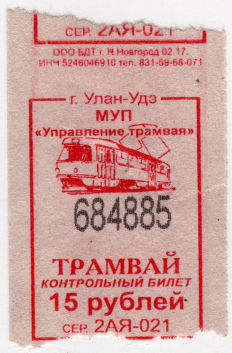 СЕР. 2АЯ-021
ООО БДТ г. Н.Новгород 02.17.
ИНН 5246046910 тел. 831-59-68-071
г. Улан-Удэ
МУП
«Управление трамвая»
684885
ТРАМВАЙ
КОНТРОЛЬНЫЙ БИЛЕТ
15 рублей
СЕР. 2АЯ-021